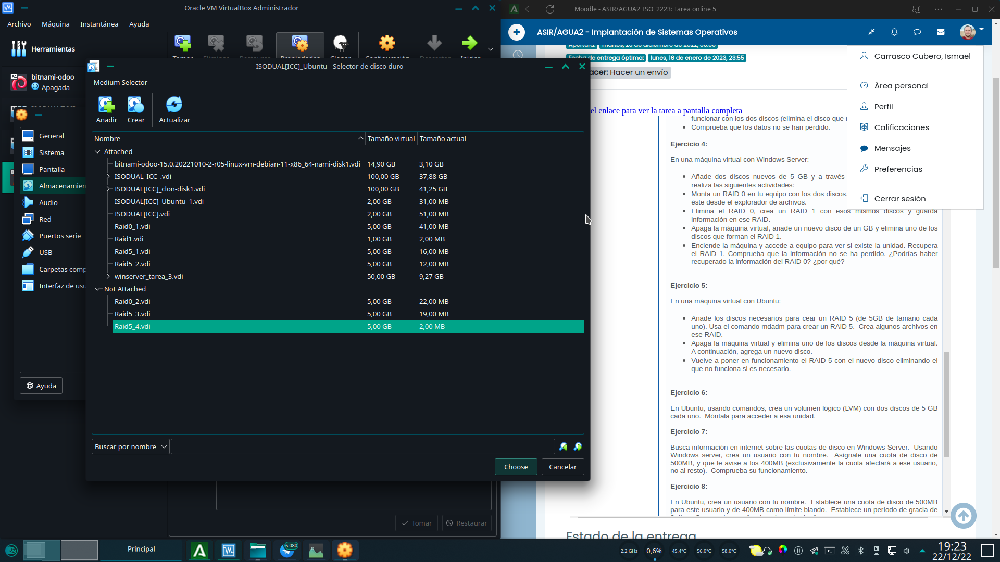 Oracle VM VirtualBox Administrador
Archivo Máquina Instantánea Ayuda
Herramientas
bitnami-odoo
Apagada
ISODUAL[ICC]_Ubuntu - Selector de disco duro
Medium Selector
Añadir Crear Actualizar
General
Sistema
Pantalla
Almacenamien
Audio
Red
Puertos serie
USB
Carpetas comp
Interfaz de usu
Ayuda
Nombre Tamaño virtual Tamaño actual
Attached
bitnami-odoo-15.0.20221010-2-r05-linux-vm-debian-11-x86_64-nami-disk1.vdi 14,90 GB 3,10 GB
ISODUAL_ICC_.vdi 100,00 GB 37,88 GB
ISODUAL[ICC]_clon-disk1.vdi 100,00 GB 41,25 GB
ISODUAL[ICC]_Ubuntu_1.vdi 2,00 GB 31,00 MB
ISODUAL[ICC].vdi 2,00 GB 51,00 MB
Raid0_1.vdi 5,00 GB 41,00 MB
Raid1.vdi 1,00 GB 2,00 MB
Raid5_1.vdi 5,00 GB 16,00 MB
Raid5_2.vdi 5,00 GB 12,00 MB
winserver_tarea_3.vdi 50,00 GB 9,27 GB
Not Attached
Raid0_2.vdi 5,00 GB 22,00 MB
Raid5_3.vdi 5,00 GB 19,00 MB
Raid5_4.vdi 5,00 GB 2,00 MB
Buscar por nombre
Choose Cancelar
Tomar Restaurar
Moodle - ASIR/AGUA2_ISO_2223: Tarea online 5
ASIR/AGUA2 - Implantación de Sistemas Operativos
Fecha de entrega óptima: lunes, 16 de enero de 2023, 23:55
acer: Hacer un envío
el enlace para ver la tarea a pantalla completa
Carrasco Cubero, Ismael
Área personal
Perfil
Calificaciones
Mensajes
Preferencias
Cerrar sesión
funcionar con los dos discos (elimina el disco que
Comprueba que los datos no se han perdido.
Ejercicio 4:
En una máquina virtual con Windows Server:
Añade dos discos nuevos de 5 GB y a través
realiza las siguientes actividades:
Monta un RAID 0 en tu equipo con los dos discos.
éste desde el explorador de archivos.
Elimina el RAID 0, crea un RAID 1 con esos mismos discos y guarda
información en ese RAID.
Apaga la máquina virtual, añade un nuevo disco de un GB y elimina uno de los
discos que forman el RAID 1.
Enciende la máquina y accede a equipo para ver si existe la unidad. Recupera
el RAID 1. Comprueba que la información no se ha perdido. ¿Podrías haber
recuperado la información del RAID 0? ¿por qué?
Ejercicio 5:
En una máquina virtual con Ubuntu:
Añade los discos necesarios para cear un RAID 5 (de 5GB de tamaño cada
uno). Usa el comando mdadm para crear un RAID 5. Crea algunos archivos en
ese RAID.
Apaga la máquina virtual y elimina uno de los discos desde la máquina virtual.
A continuación, agrega un nuevo disco.
Vuelve a poner en funcionamiento el RAID 5 con el nuevo disco eliminando el
que no funciona si es necesario.
Ejercicio 6:
En Ubuntu, usando comandos, crea un volumen lógico (LVM) con dos discos de 5 GB
cada uno. Móntala para acceder a esa unidad.
Ejercicio 7:
Busca información en internet sobre las cuotas de disco en Windows Server. Usando
Windows server, crea un usuario con tu nombre. Asígnale una cuota de disco de
500MB, y que le avise a los 400MB (exclusivamente la cuota afectará a ese usuario,
no al resto). Comprueba su funcionamiento.
Ejercicio 8:
En Ubuntu, crea un usuario con tu nombre. Establece una cuota de disco de 500MB
para este usuario y de 400MB como límite blando. Establece un período de gracia de
Estado de la entrega
Principal
6.080
2,2 GHz 0,6% 45,4°C 56,0°C 58,0°C
19:23
22/12/22